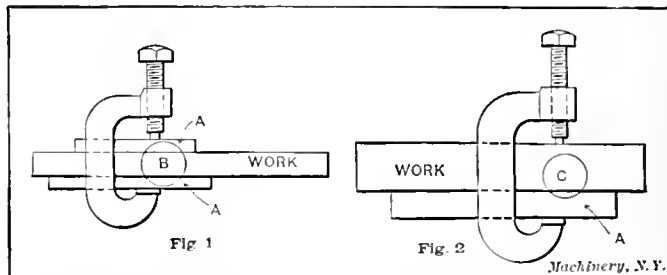 A
B WORK
A
Fig 1
WORK C
A
Fig. 2
Machinery, N.Y.